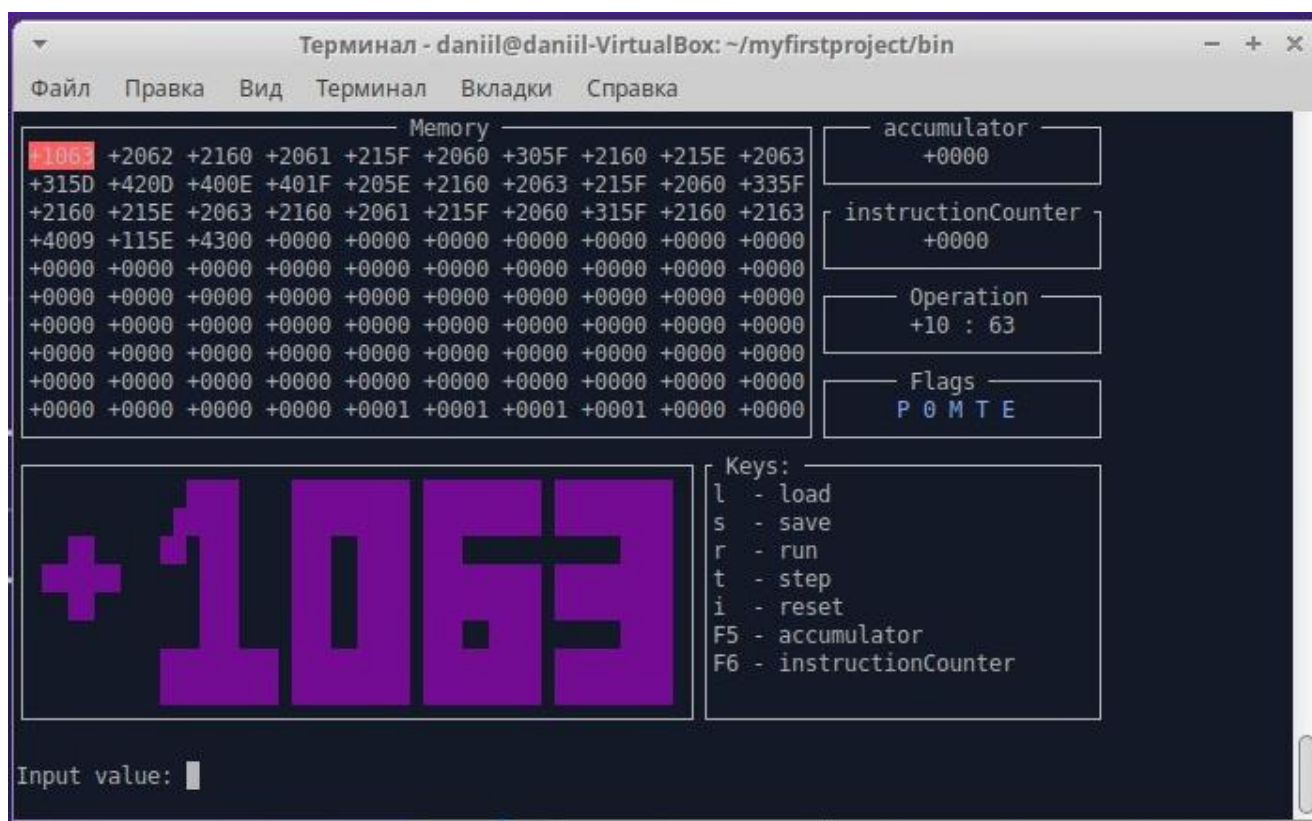 Терминал - daniil@daniil-VirtualBox: ~/myfirstproject/bin
Файл Правка Вид Терминал Вкладки Справка
Memory
+1063 +2062 +2160 +2061 +215F +2060 +305F +2160 +215E +2063
+315D +420D +400E +401F +205E +2160 +2063 +215F +2060 +335F
+2160 +215E +2063 +2160 +2061 +215F +2060 +315F +2160 +2163
+4009 +115E +4300 +0000 +0000 +0000 +0000 +0000 +0000 +0000
+0000 +0000 +0000 +0000 +0000 +0000 +0000 +0000 +0000 +0000
+0000 +0000 +0000 +0000 +0000 +0000 +0000 +0000 +0000 +0000
+0000 +0000 +0000 +0000 +0000 +0000 +0000 +0000 +0000 +0000
+0000 +0000 +0000 +0000 +0000 +0000 +0000 +0000 +0000 +0000
+0000 +0000 +0000 +0000 +0000 +0000 +0000 +0000 +0000 +0000
+0000 +0000 +0000 +0000 +0001 +0001 +0001 +0001 +0000 +0000
accumulator
+0000
instructionCounter
+0000
Operation
+10 : 63
Flags
P 0 M T E
+1063
Keys:
l - load
s - save
r - run
t - step
i - reset
F5 - accumulator
F6 - instructionCounter
Input value: